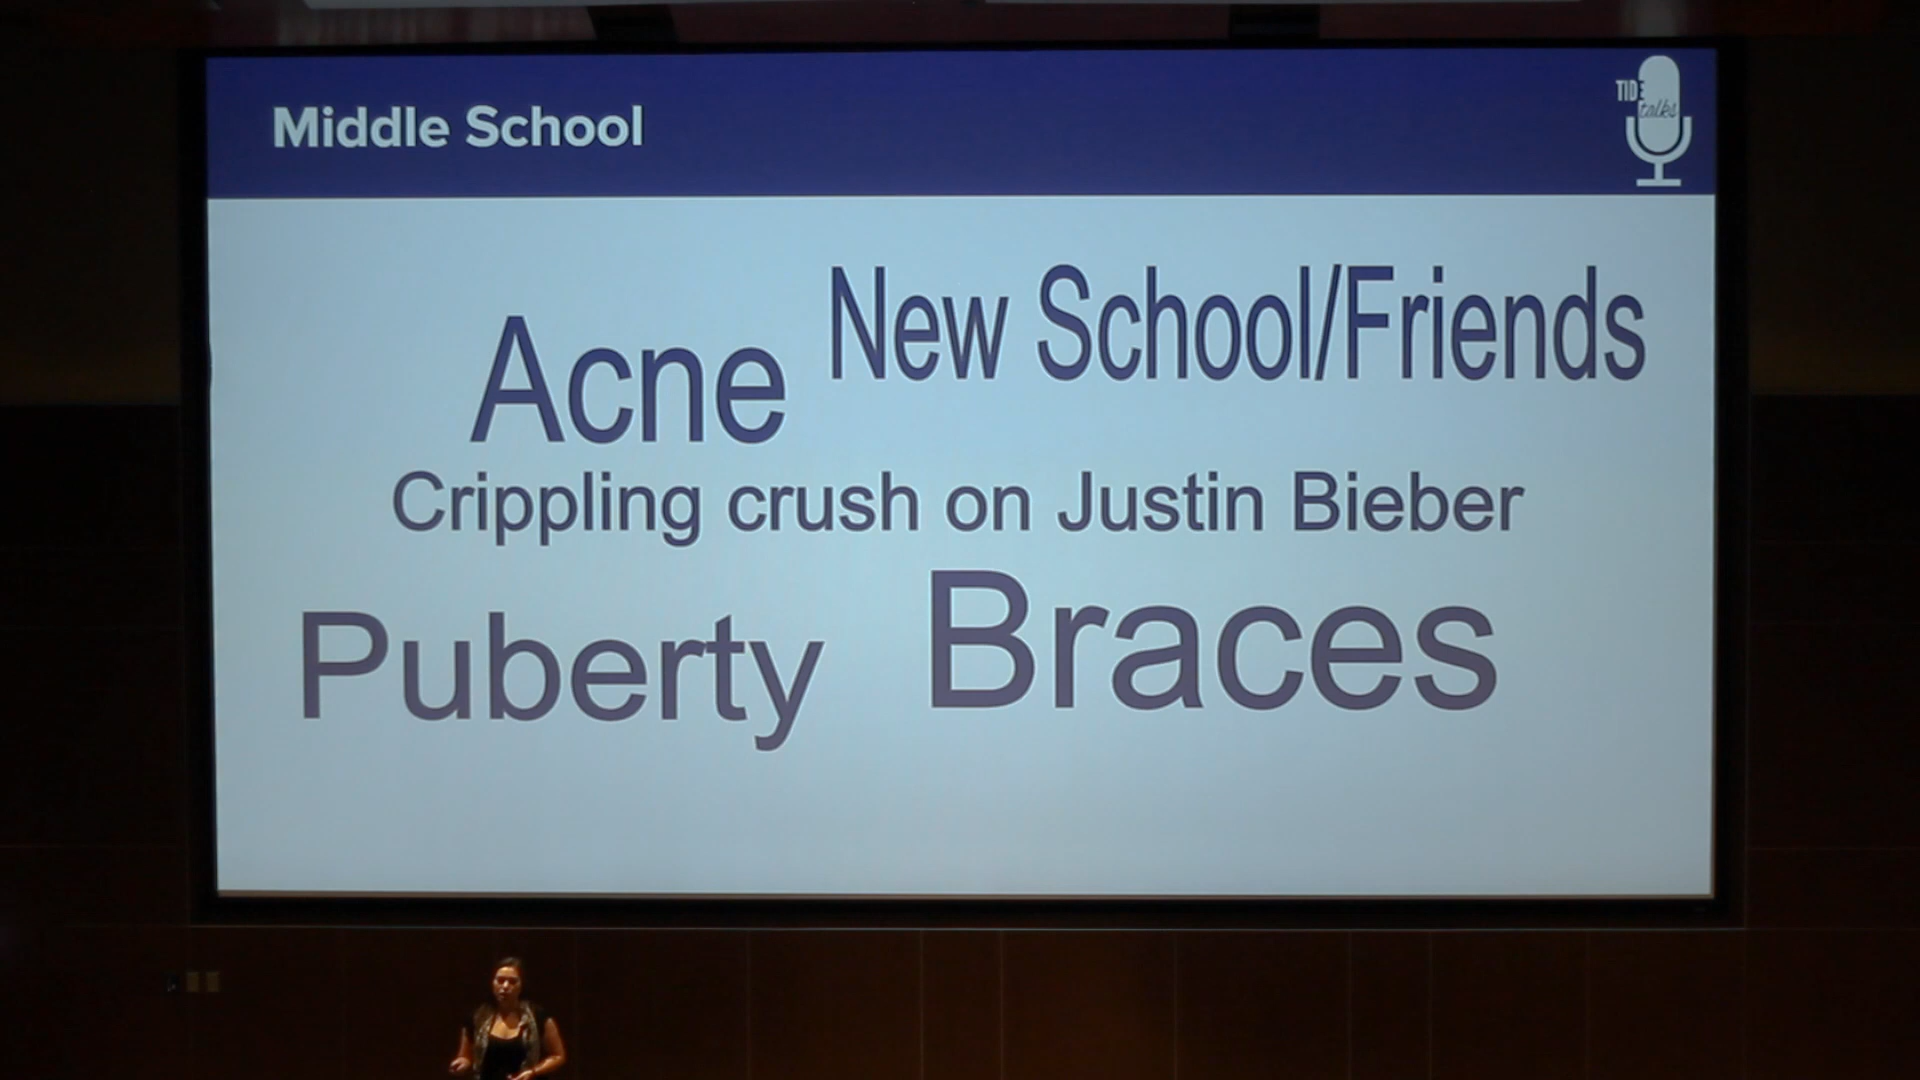 Middle School
TIDE
talks
Acne
New School/Friends
Crippling crush on Justin Bieber
Puberty
Braces